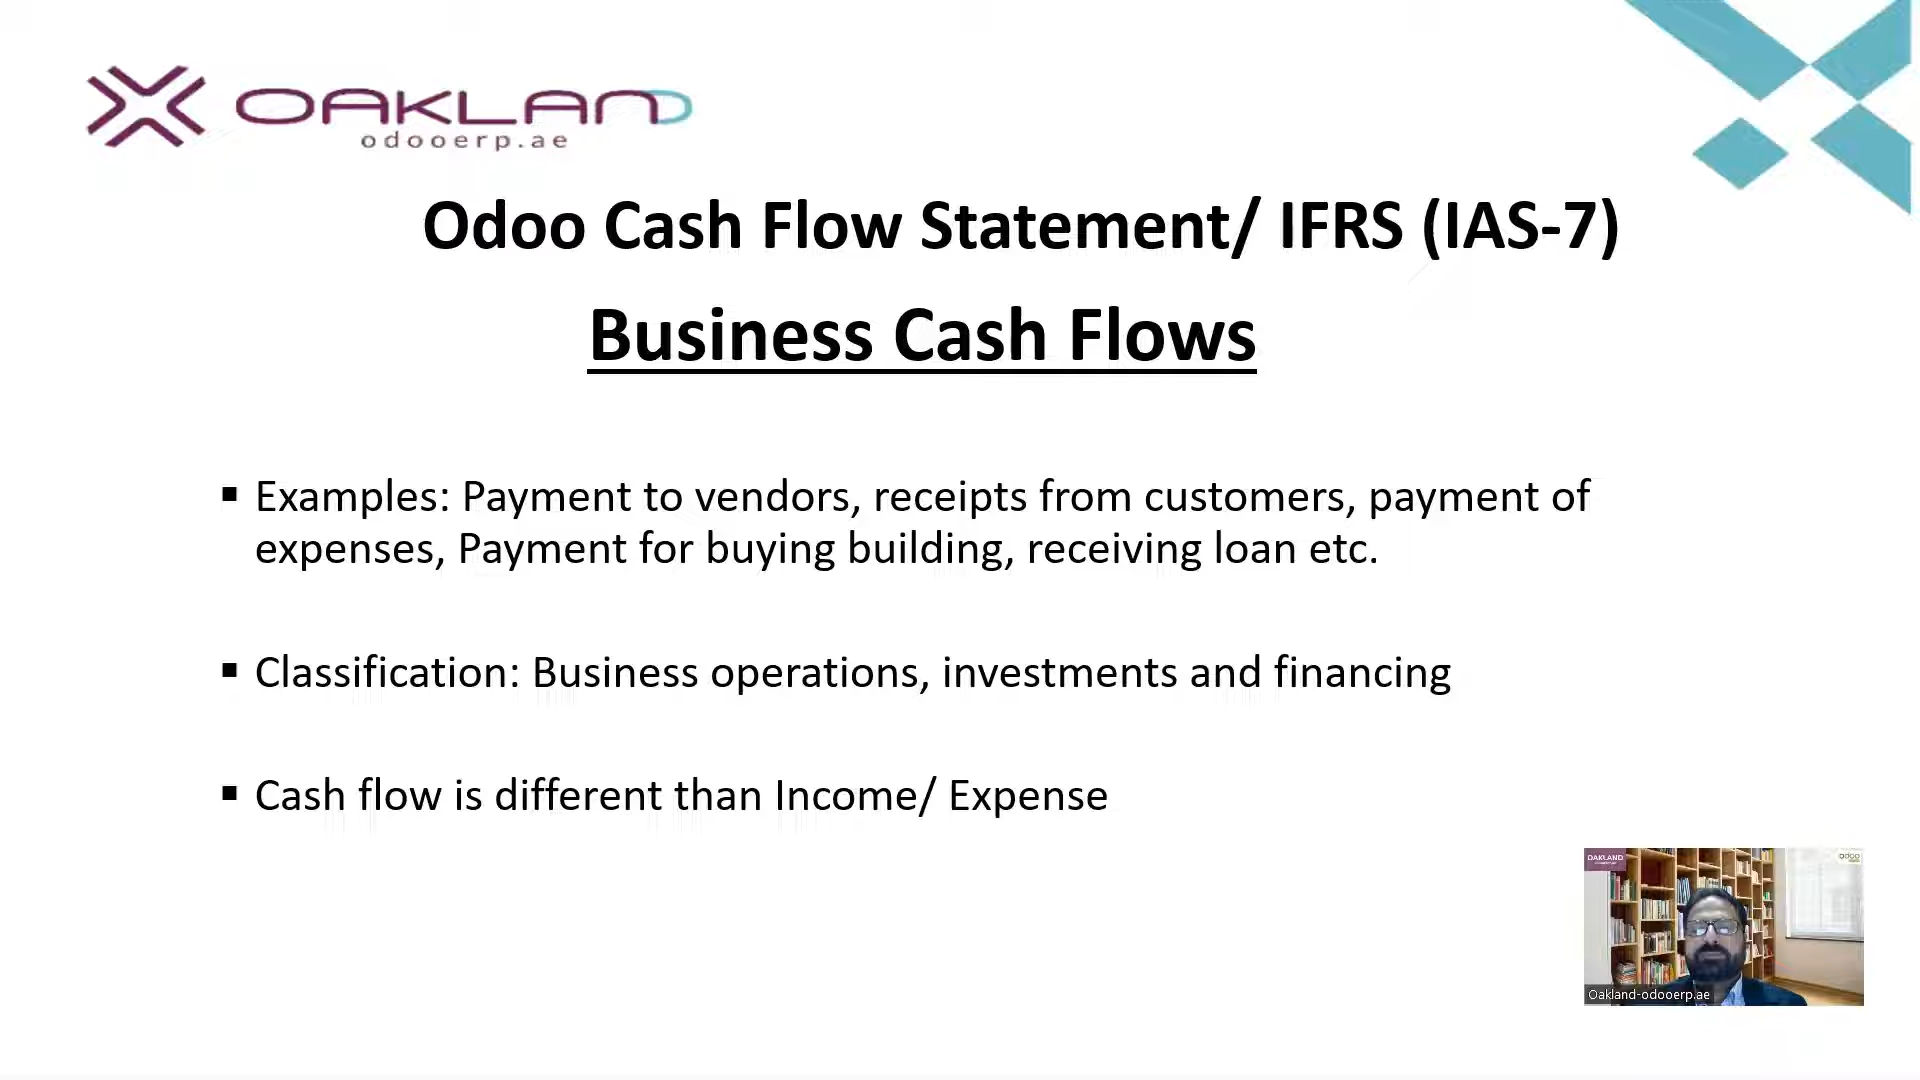 OAKLAND
odooerp.ae
Odoo Cash Flow Statement/ IFRS (IAS-7)
Business Cash Flows
▪ Examples: Payment to vendors, receipts from customers, payment of
expenses, Payment for buying building, receiving loan etc.
▪ Classification: Business operations, investments and financing
▪ Cash flow is different than Income/ Expense
OAKLAND
odoo
Oakland-odooerp.ae